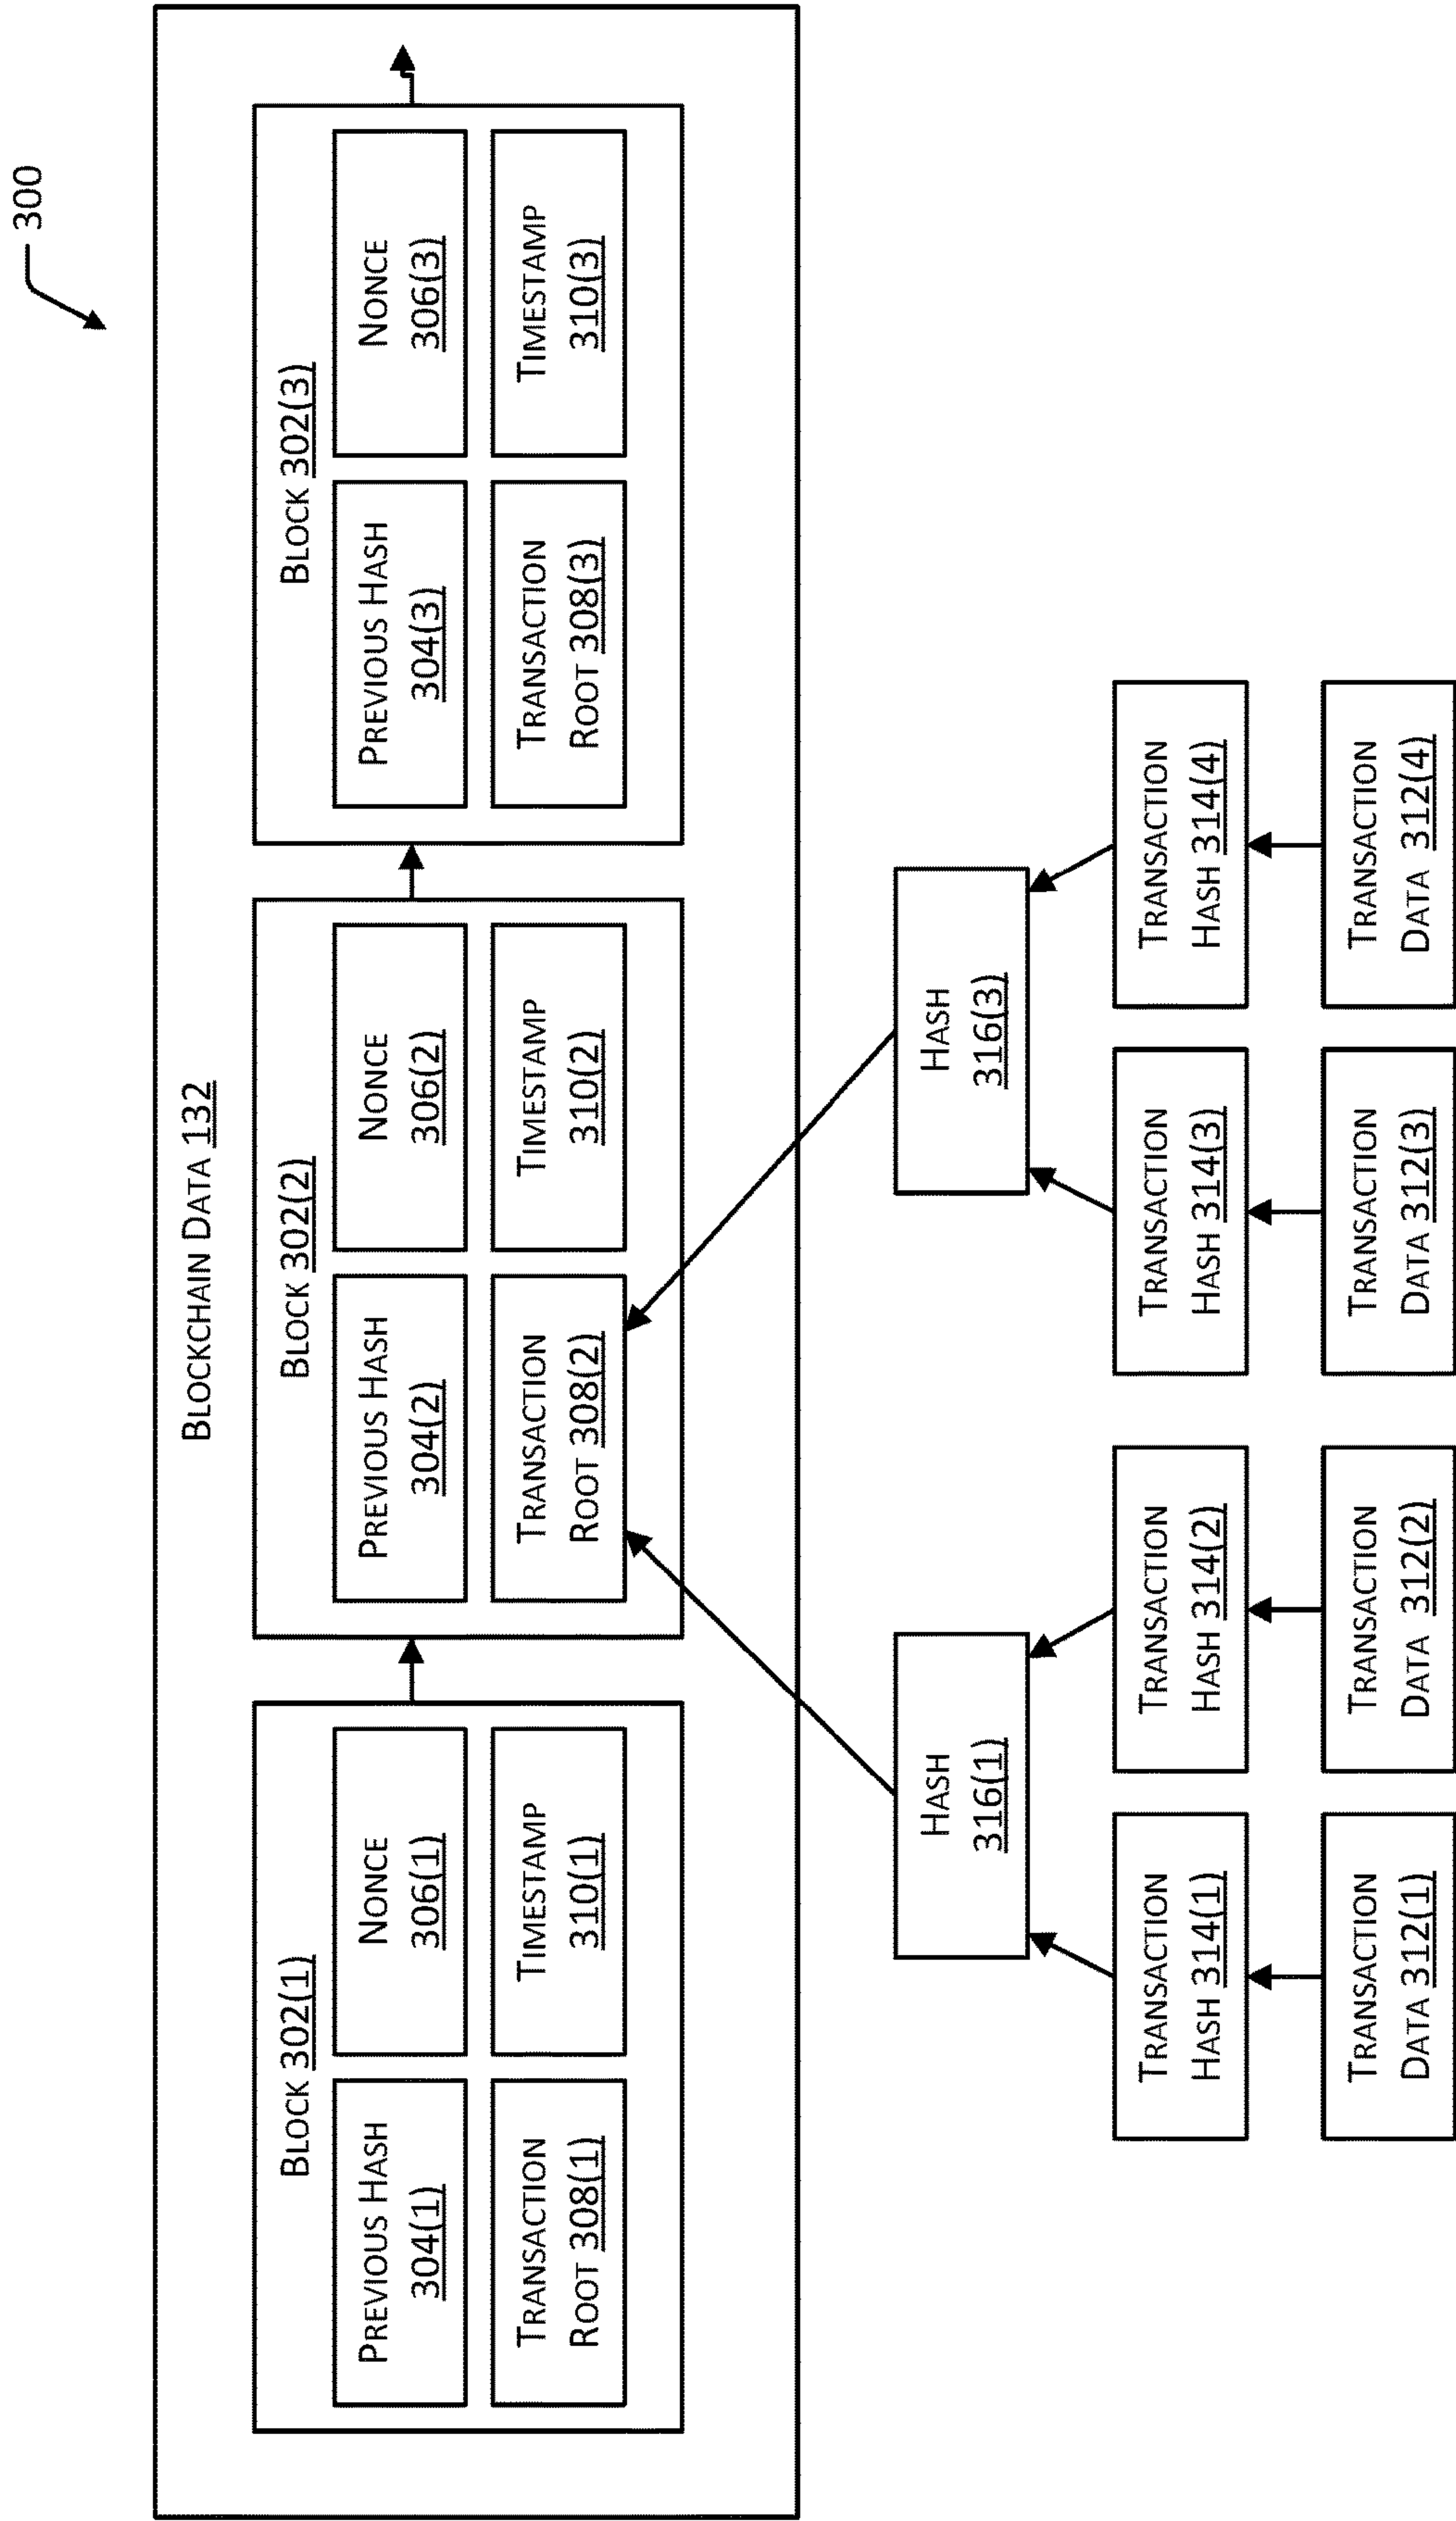 300
BLOCKCHAIN DATA 132
BLOCK 302(1)
PREVIOUS HASH
304(1)
NONCE
306(1)
TRANSACTION
ROOT 308(1)
TIMESTAMP
310(1)
BLOCK 302(2)
PREVIOUS HASH
304(2)
NONCE
306(2)
TRANSACTION
ROOT 308(2)
TIMESTAMP
310(2)
BLOCK 302(3)
PREVIOUS HASH
304(3)
NONCE
306(3)
TRANSACTION
ROOT 308(3)
TIMESTAMP
310(3)
HASH
316(1)
HASH
316(3)
TRANSACTION
HASH 314(1)
TRANSACTION
HASH 314(2)
TRANSACTION
HASH 314(3)
TRANSACTION
HASH 314(4)
TRANSACTION
DATA 312(1)
TRANSACTION
DATA 312(2)
TRANSACTION
DATA 312(3)
TRANSACTION
DATA 312(4)